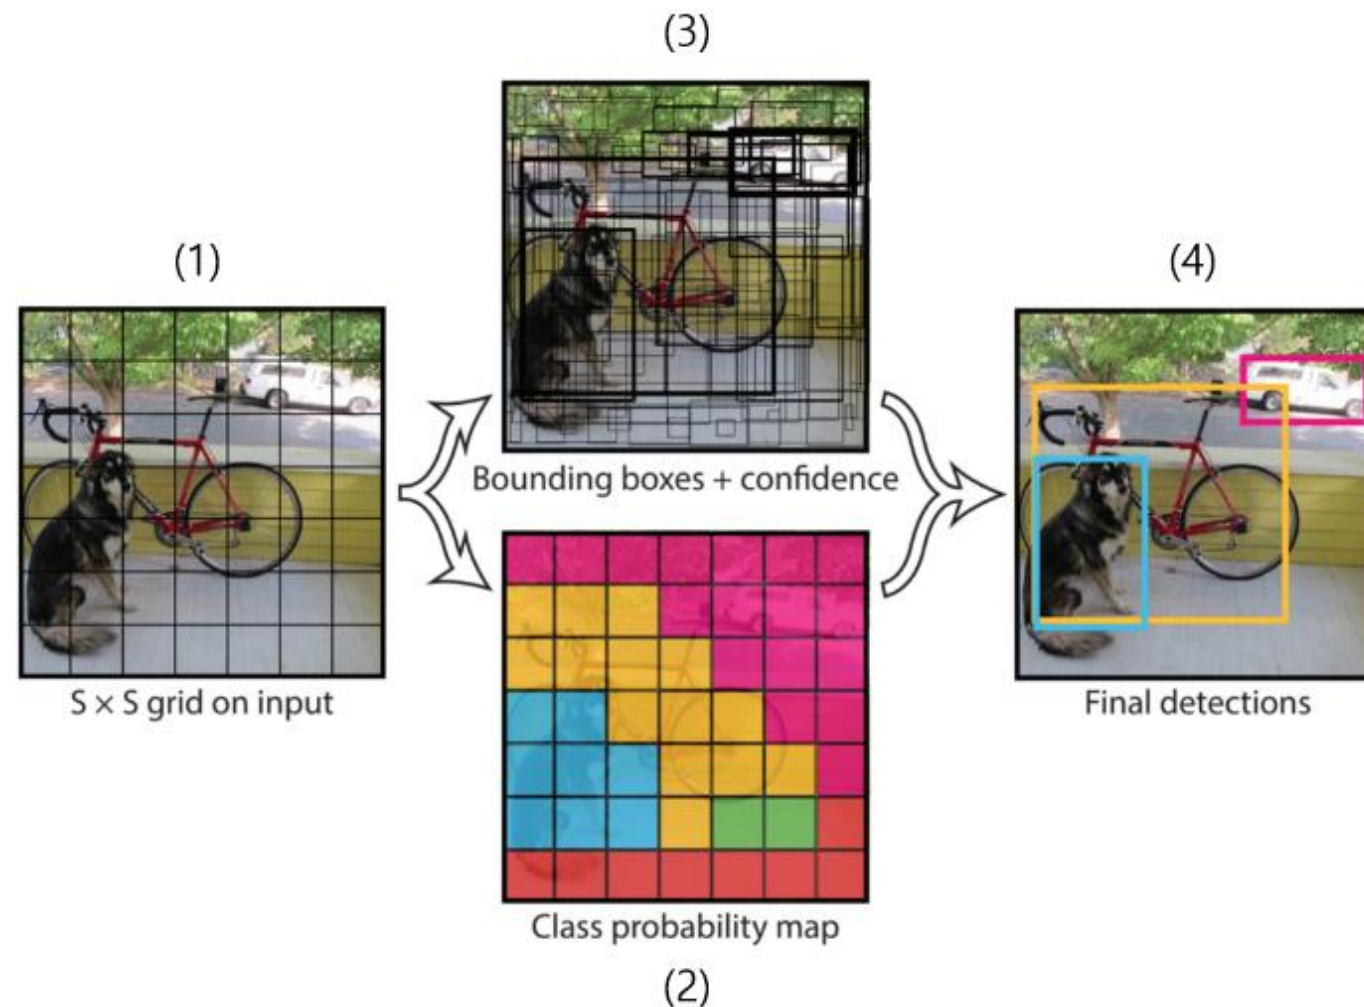 (3)
(1)
(4)
Bounding boxes + confidence
S × S grid on input
Final detections
Class probability map
(2)